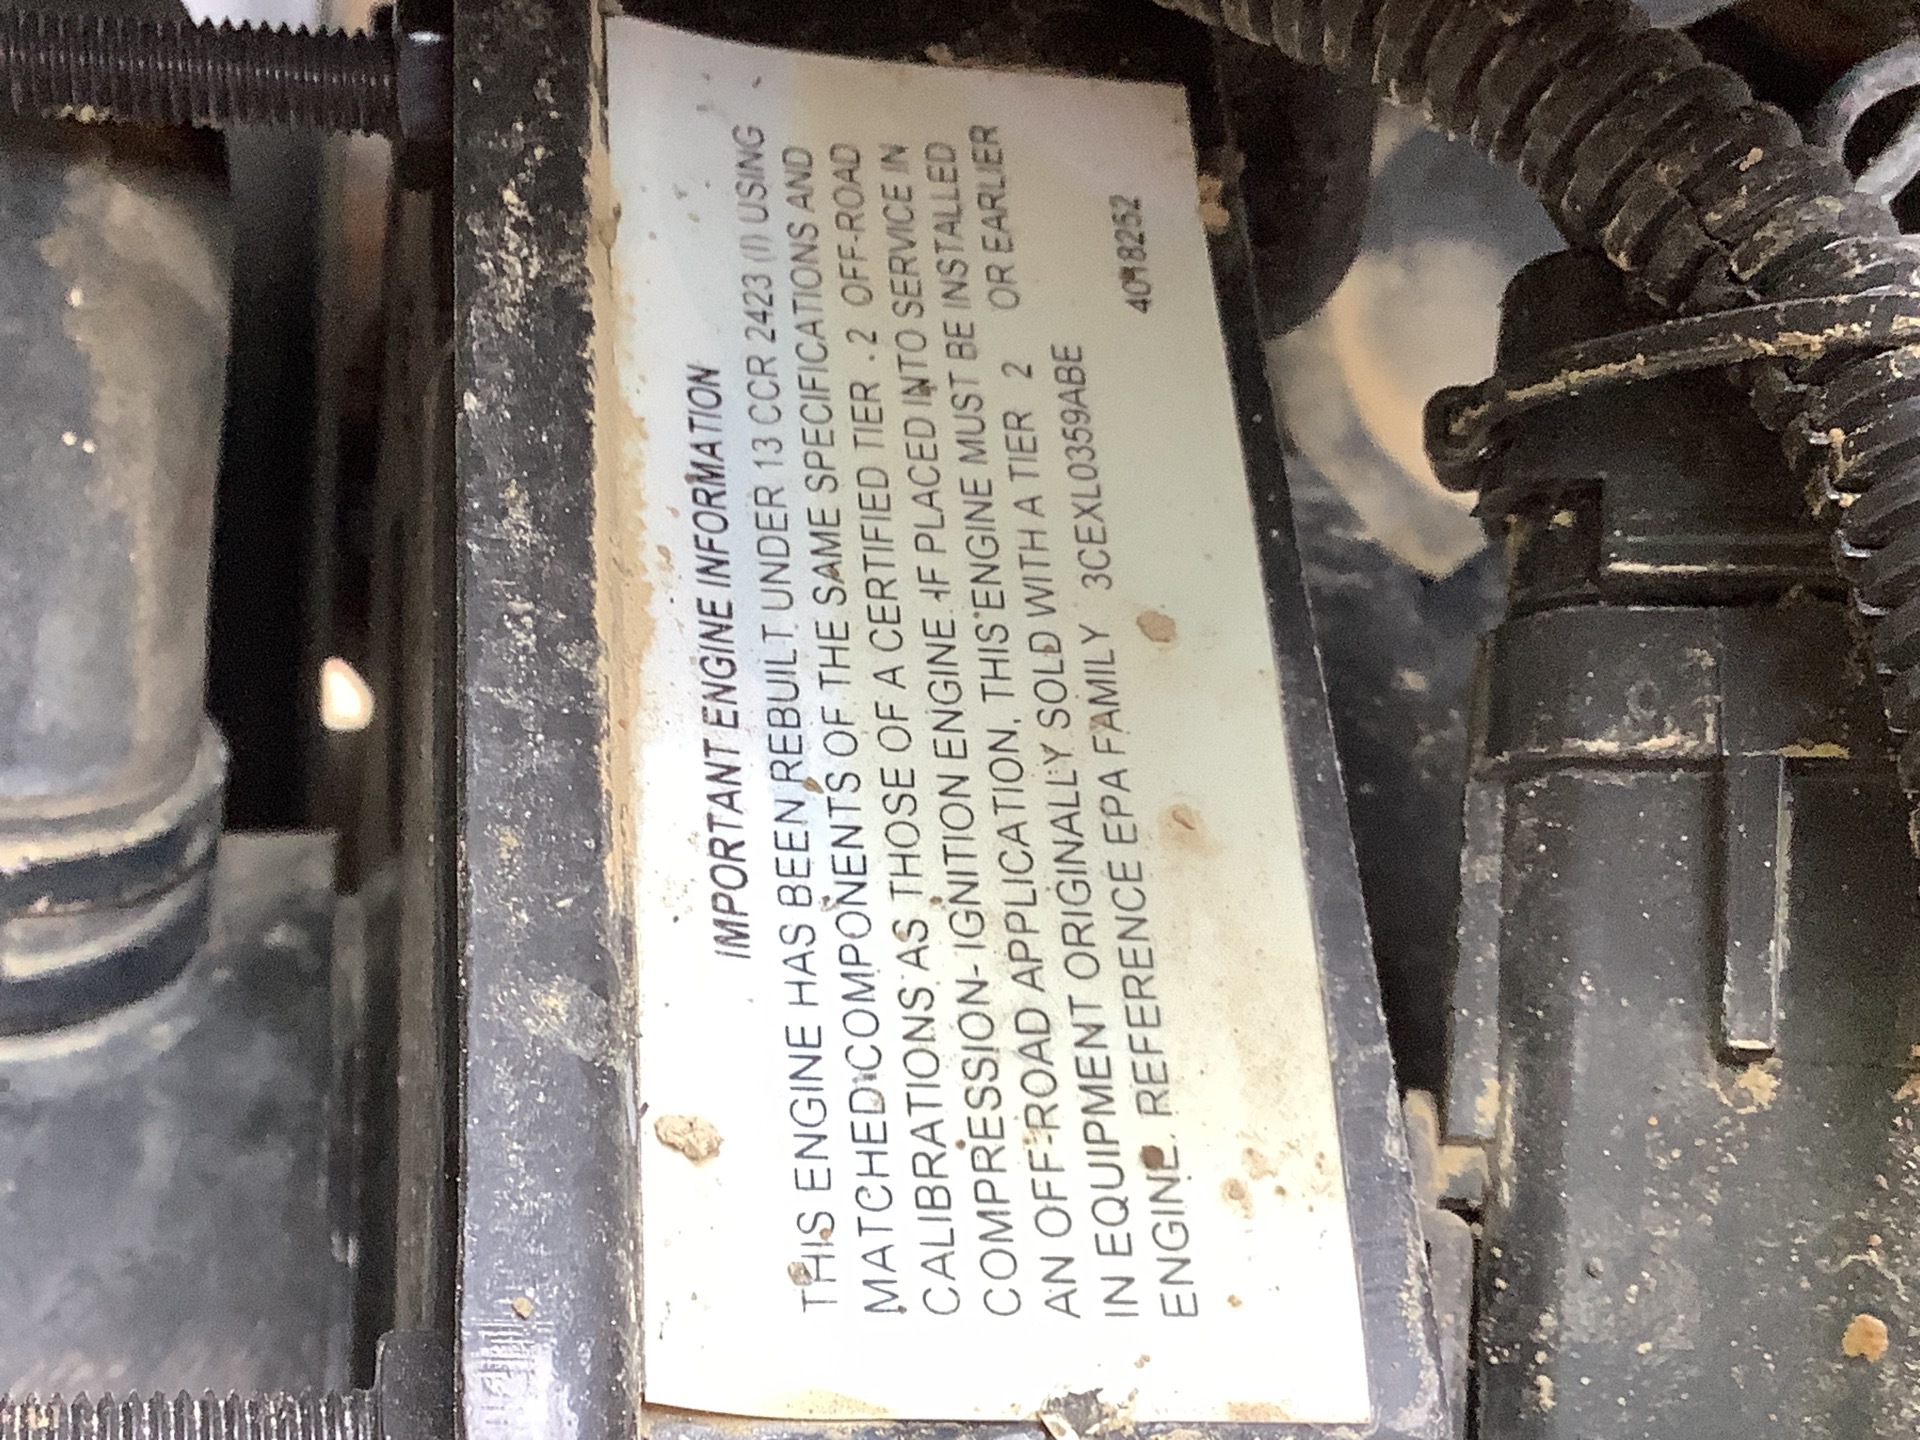 IMPORTANT ENGINE INFORMATION
THIS ENGINE HAS BEEN REBUILT UNDER 13 CCR 2423 (l) USING
MATCHED COMPONENTS OF THE SAME SPECIFICATIONS AND
CALIBRATIONS AS THOSE OF A CERTIFIED TIER 2 OFF-ROAD
COMPRESSION-IGNITION ENGINE. IF PLACED INTO SERVICE IN
AN OFF-ROAD APPLICATION, THIS ENGINE MUST BE INSTALLED
IN EQUIPMENT ORIGINALLY SOLD WITH A TIER 2 OR EARLIER
ENGINE. REFERENCE EPA FAMILY 3CEXL0359ABE